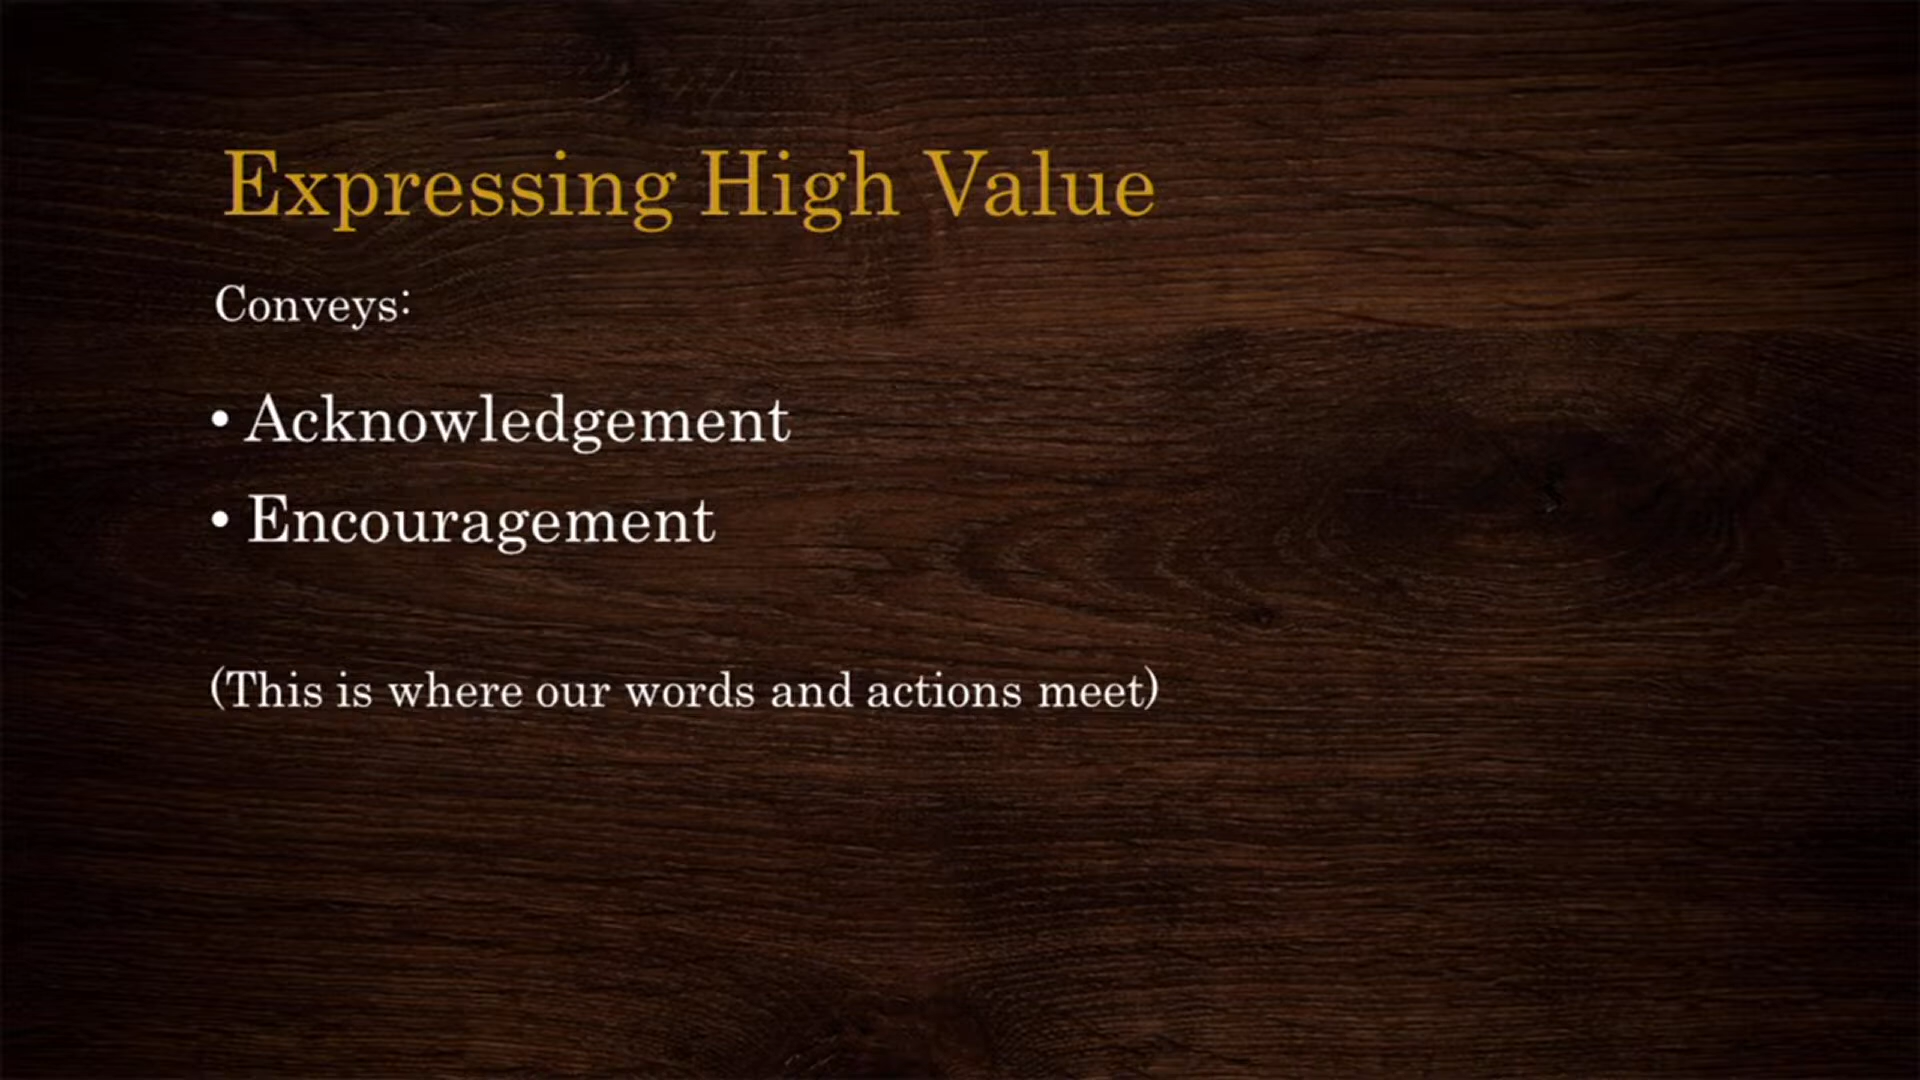 Expressing High Value
Conveys:
• Acknowledgement
• Encouragement
(This is where our words and actions meet)